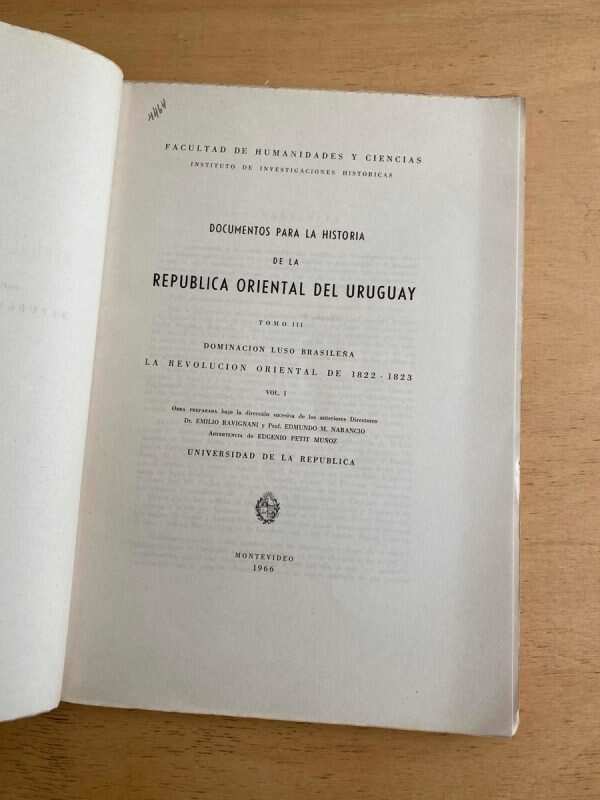 4464
FACULTAD DE HUMANIDADES Y CIENCIAS
INSTITUTO DE INVESTIGACIONES HISTORICAS
DOCUMENTOS PARA LA HISTORIA
DE LA
REPUBLICA ORIENTAL DEL URUGUAY
TOMO III
DOMINACION LUSO BRASILEÑA
LA REVOLUCION ORIENTAL DE 1822 - 1823
VOL. I
OBRA PREPARADA bajo la dirección sucesiva de los anteriores Directores
Dr. EMILIO RAVIGNANI y Prof. EDMUNDO M. NARANCIO
ADVERTENCIA de EUGENIO PETIT MUÑOZ
UNIVERSIDAD DE LA REPUBLICA
MONTEVIDEO
1966